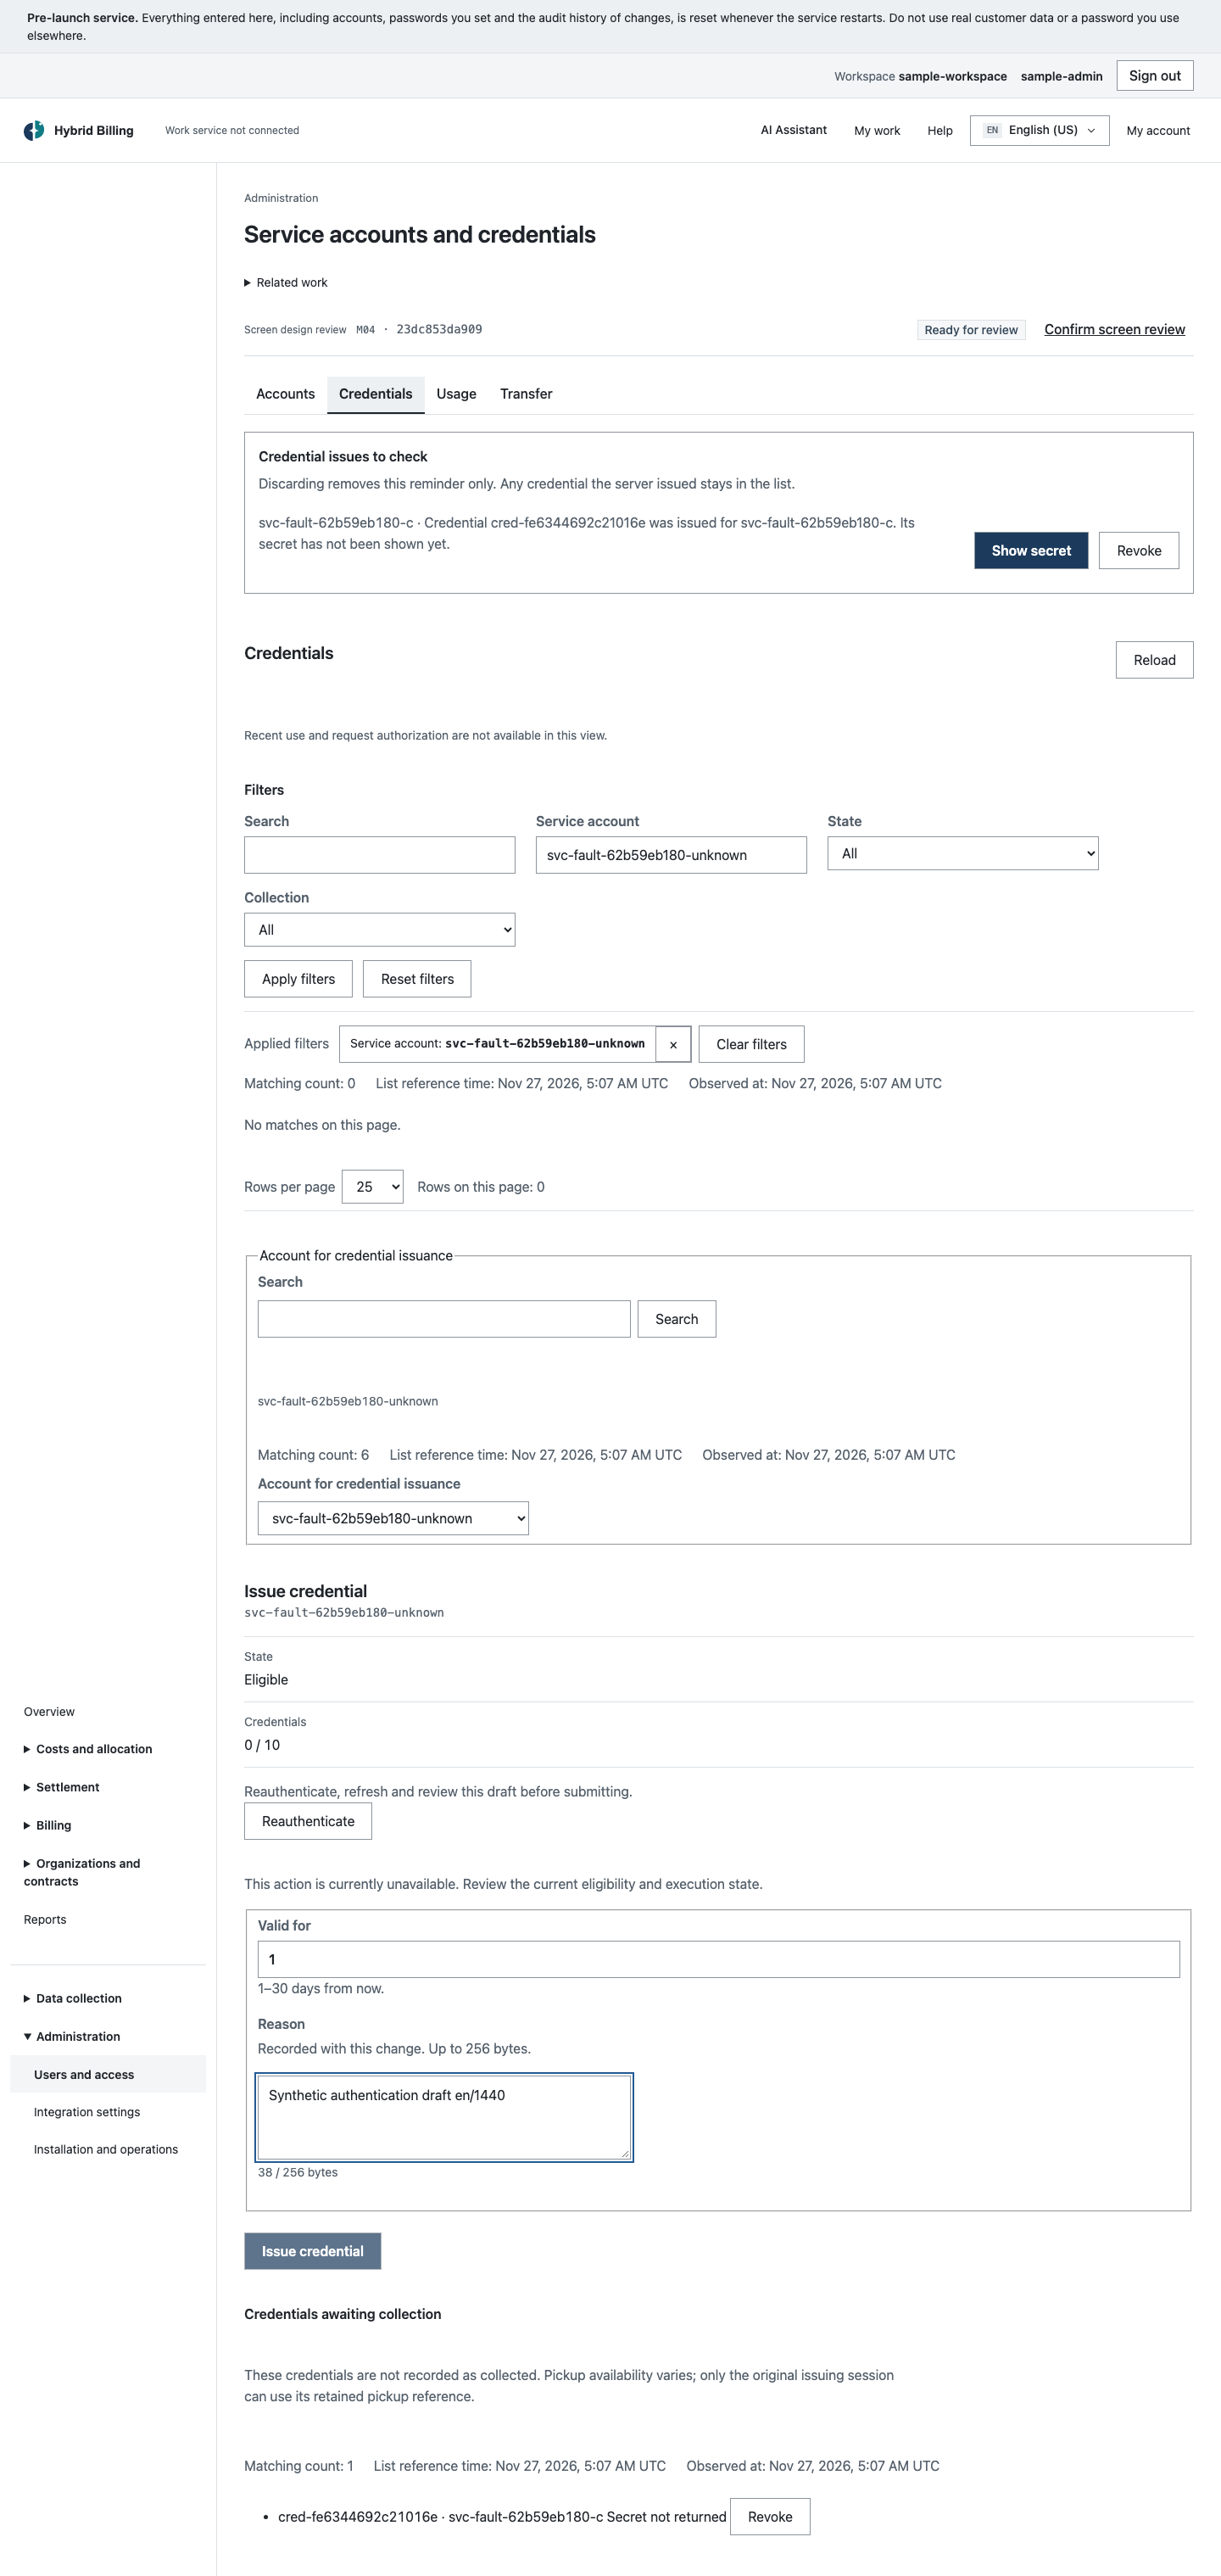 Pre-launch service. Everything entered here, including accounts, passwords you set and the audit history of changes, is reset whenever the service restarts. Do not use real customer data or a password you use
elsewhere.
Workspace sample-workspace sample-admin Sign out
Hybrid Billing Work service not connected AI Assistant My work Help EN English (US) My account
Administration
Service accounts and credentials
Related work
Screen design review M04 · 23dc853da909 Ready for review Confirm screen review
Accounts Credentials Usage Transfer
Credential issues to check
Discarding removes this reminder only. Any credential the server issued stays in the list.
svc-fault-62b59eb180-c · Credential cred-fe6344692c21016e was issued for svc-fault-62b59eb180-c. Its
secret has not been shown yet.
Show secret Revoke
Credentials Reload
Recent use and request authorization are not available in this view.
Filters
Search Service account State
svc-fault-62b59eb180-unknown All
Collection
All
Apply filters Reset filters
Applied filters Service account: svc-fault-62b59eb180-unknown × Clear filters
Matching count: 0 List reference time: Nov 27, 2026, 5:07 AM UTC Observed at: Nov 27, 2026, 5:07 AM UTC
No matches on this page.
Rows per page 25 Rows on this page: 0
Account for credential issuance
Search
Search
svc-fault-62b59eb180-unknown
Matching count: 6 List reference time: Nov 27, 2026, 5:07 AM UTC Observed at: Nov 27, 2026, 5:07 AM UTC
Account for credential issuance
svc-fault-62b59eb180-unknown
Issue credential
svc-fault-62b59eb180-unknown
State
Eligible
Credentials
0 / 10
Reauthenticate, refresh and review this draft before submitting.
Reauthenticate
This action is currently unavailable. Review the current eligibility and execution state.
Valid for
1
1–30 days from now.
Reason
Recorded with this change. Up to 256 bytes.
Synthetic authentication draft en/1440
38 / 256 bytes
Issue credential
Credentials awaiting collection
These credentials are not recorded as collected. Pickup availability varies; only the original issuing session
can use its retained pickup reference.
Matching count: 1 List reference time: Nov 27, 2026, 5:07 AM UTC Observed at: Nov 27, 2026, 5:07 AM UTC
cred-fe6344692c21016e · svc-fault-62b59eb180-c Secret not returned Revoke
Overview
Costs and allocation
Settlement
Billing
Organizations and
contracts
Reports
Data collection
Administration
Users and access
Integration settings
Installation and operations